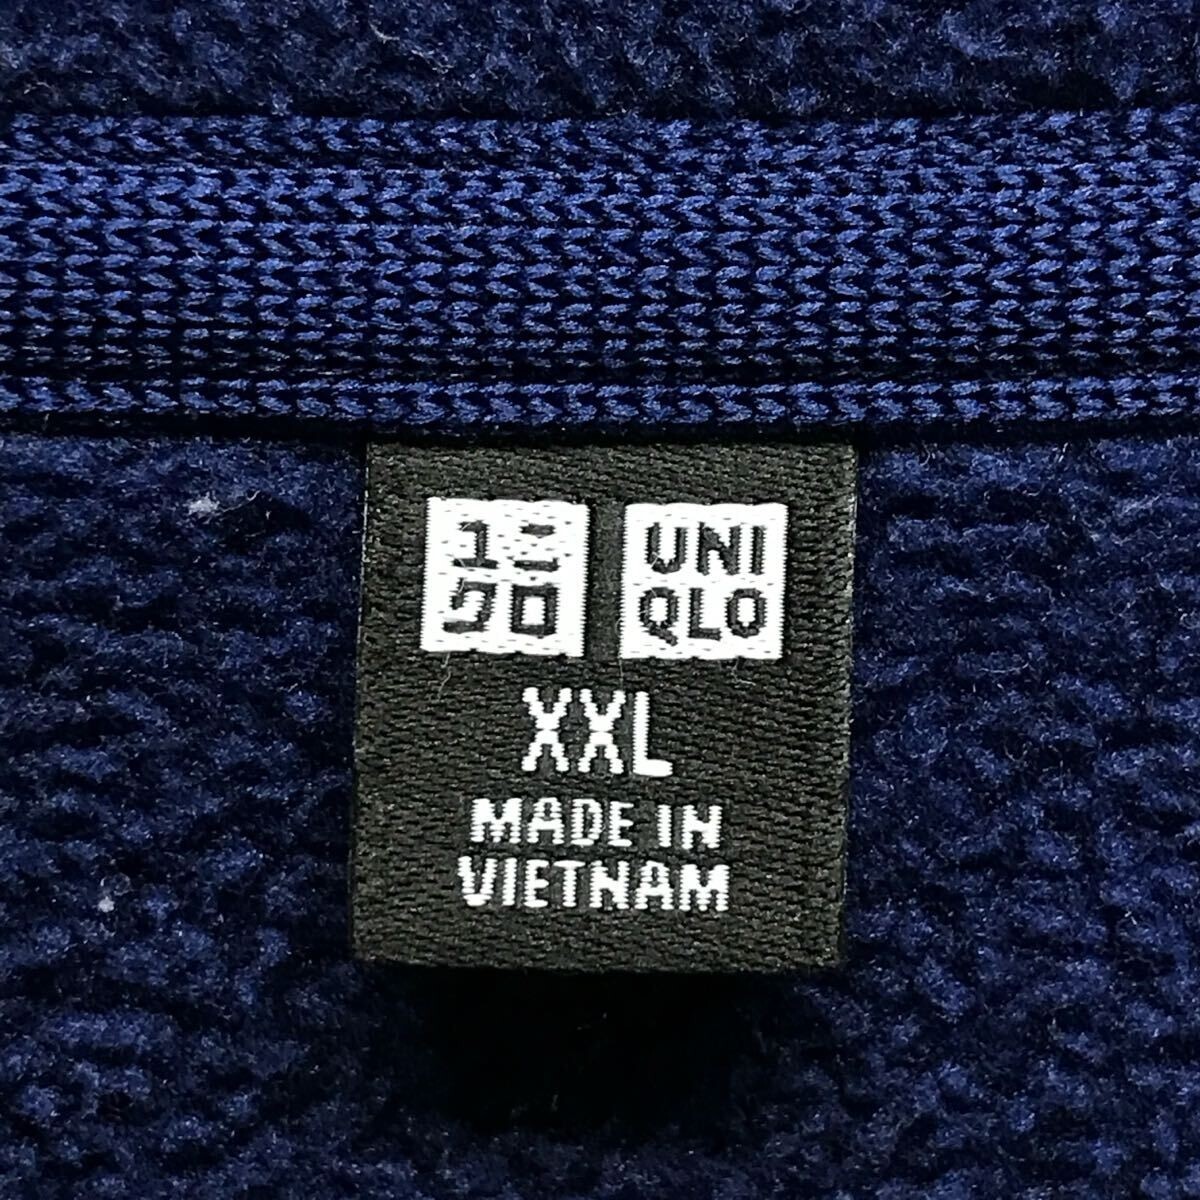 ユニ
クロ
UNI
QLO
XXL
MADE IN
VIETNAM